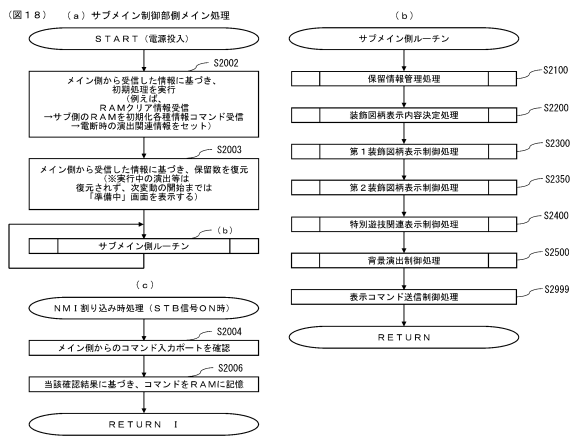 （図１８）　（ａ）サブメイン制御部側メイン処理
ＳＴＡＲＴ（電源投入）
S2002
メイン側から受信した情報に基づき、
初期処理を実行
（例えば、
ＲＡＭクリア情報受信
→サブ側のＲＡＭを初期化各種情報コマンド受信
→電断時の演出関連情報をセット）
S2003
メイン側から受信した情報に基づき、保留数を復元
（※実行中の演出等は
復元されず、次変動の開始までは
「準備中」画面を表示する）
（ｂ）
サブメイン側ルーチン
（ｃ）
ＮＭＩ割り込み時処理（ＳＴＢ信号ＯＮ時）
S2004
メイン側からのコマンド入力ポートを確認
S2006
当該確認結果に基づき、コマンドをＲＡＭに記憶
ＲＥＴＵＲＮ　Ｉ
（ｂ）
サブメイン側ルーチン
S2100
保留情報管理処理
S2200
装飾図柄表示内容決定処理
S2300
第１装飾図柄表示制御処理
S2350
第２装飾図柄表示制御処理
S2400
特別遊技関連表示制御処理
S2500
背景演出制御処理
S2999
表示コマンド送信制御処理
ＲＥＴＵＲＮ